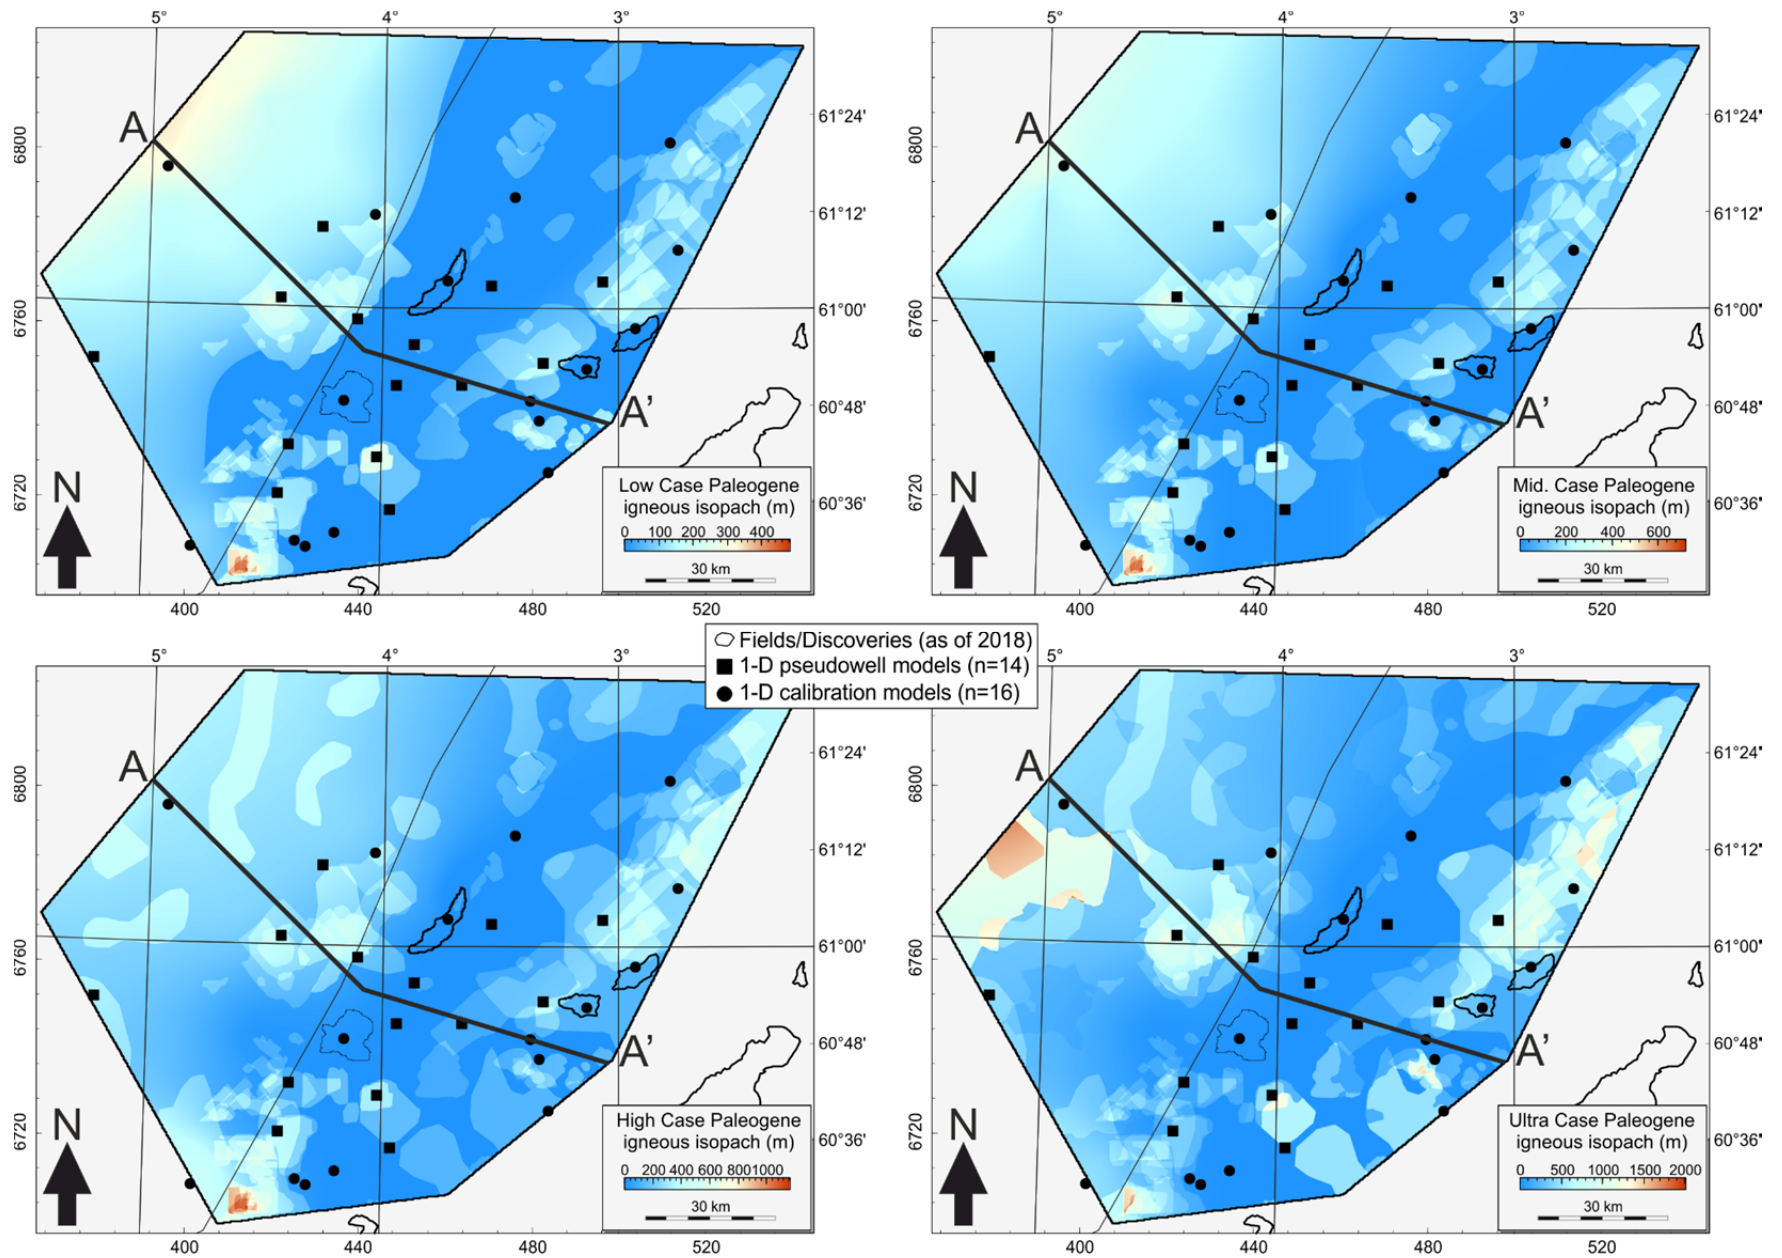 5° 4° 3°
6800
6760
6720
61°24'
61°12'
61°00'
60°48'
60°36'
A
A'
N
Low Case Paleogene
igneous isopach (m)
0 100 200 300 400
30 km
400 440 480 520
5° 4° 3°
6800
6760
6720
61°24'
61°12'
61°00'
60°48'
60°36'
A
A'
N
Mid. Case Paleogene
igneous isopach (m)
0 200 400 600
30 km
400 440 480 520
Fields/Discoveries (as of 2018)
1-D pseudowell models (n=14)
1-D calibration models (n=16)
5° 4° 3°
6800
6760
6720
61°24'
61°12'
61°00'
60°48'
60°36'
A
A'
N
High Case Paleogene
igneous isopach (m)
0 200 400 600 800 1000
30 km
400 440 480 520
5° 4° 3°
6800
6760
6720
61°24'
61°12'
61°00'
60°48'
60°36'
A
A'
N
Ultra Case Paleogene
igneous isopach (m)
0 500 1000 1500 2000
30 km
400 440 480 520